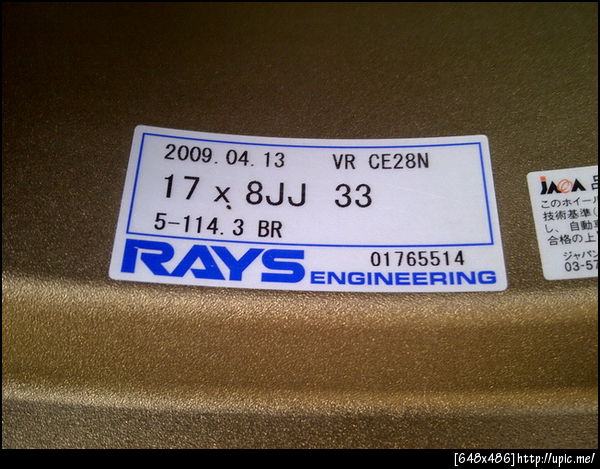 2009.04.13 VR CE28N
17 x 8JJ 33
5-114.3 BR
01765514
RAYS ENGINEERING
JAWA 品
このホイール
技術基準(
し、自動車
合格の上
ジャパン
03-57
[648x486]http://upic.me/